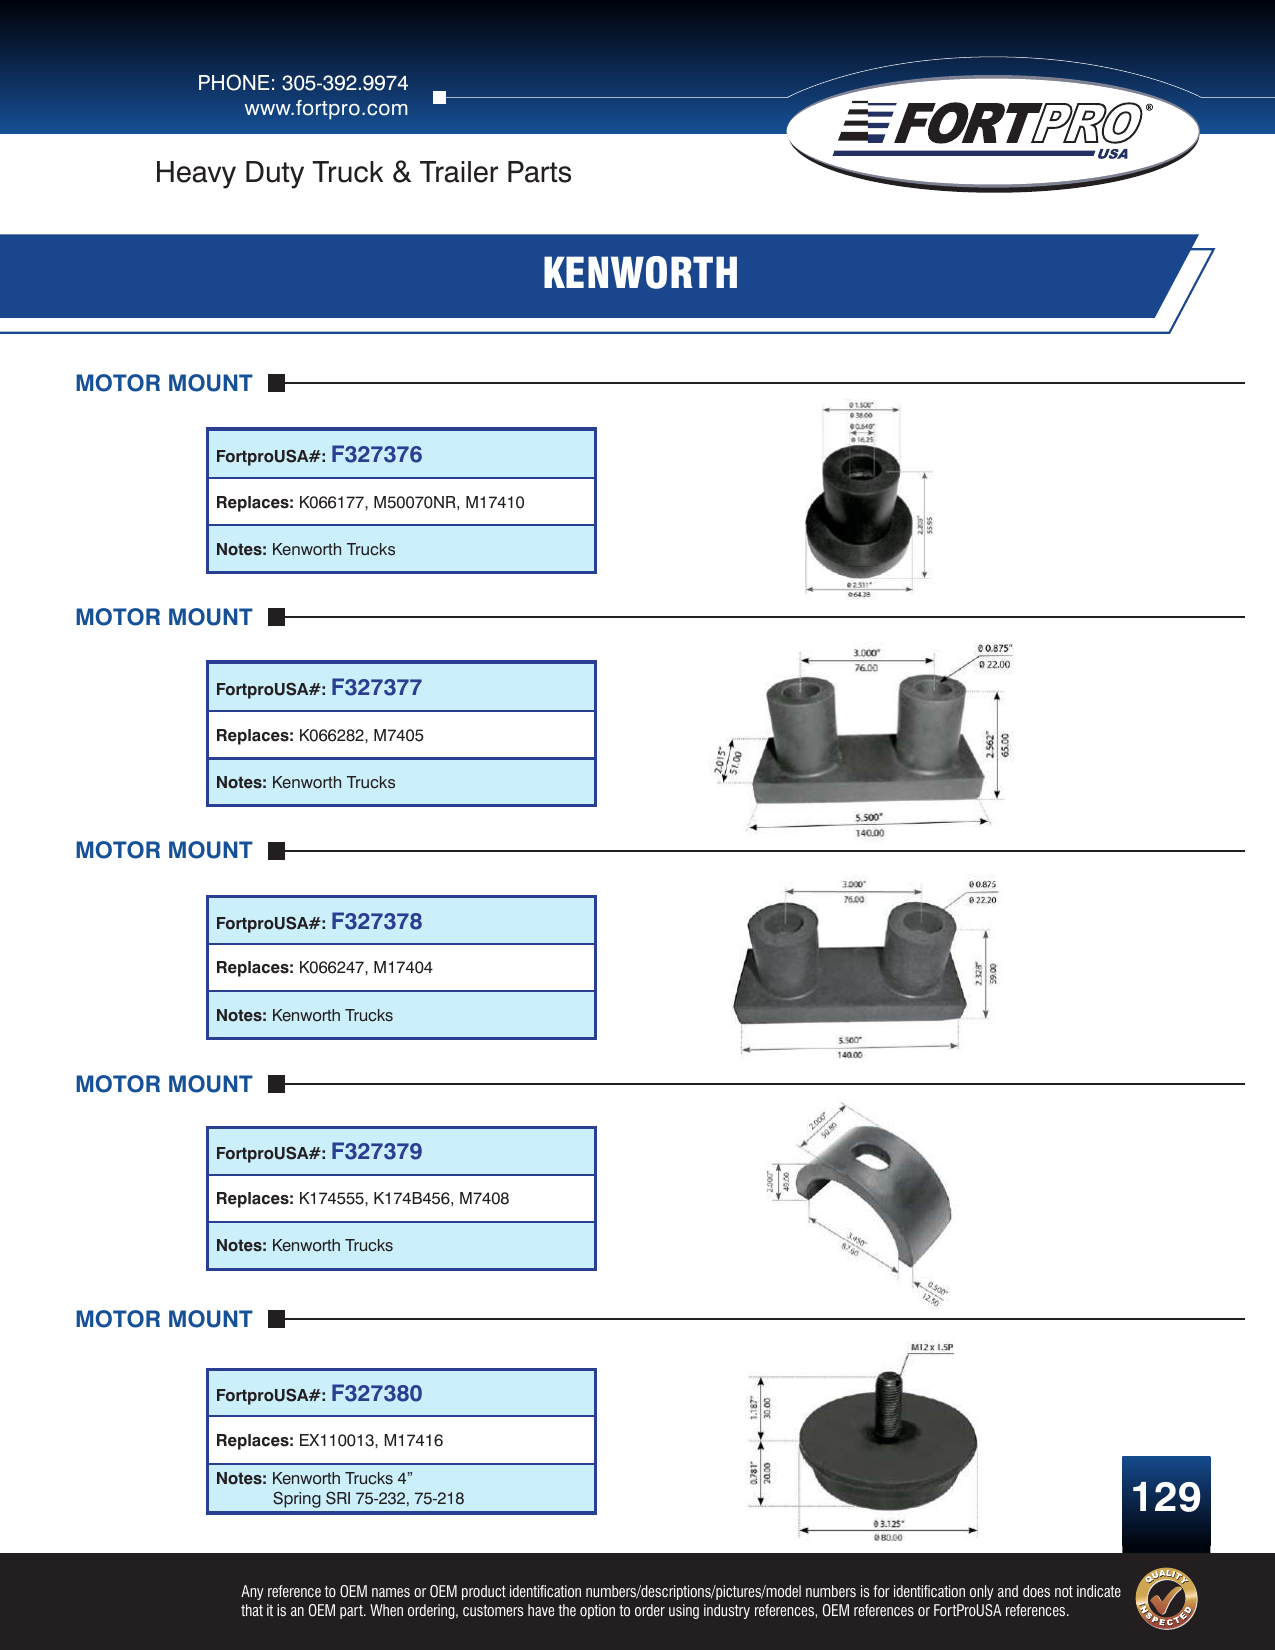 PHONE: 305-392.9974
www.fortpro.com
FORTPRO®
USA
Heavy Duty Truck & Trailer Parts
KENWORTH
MOTOR MOUNT
FortproUSA#: F327376
Replaces: K066177, M50070NR, M17410
Notes: Kenworth Trucks
Ø 1.500"
Ø 38.00
Ø 0.640"
Ø 16.25
55.95
Ø 2.531"
Ø 64.28
MOTOR MOUNT
FortproUSA#: F327377
Replaces: K066282, M7405
Notes: Kenworth Trucks
3.000"
76.00
Ø 0.875"
Ø 22.00
2.015"
51.00
2.562"
65.00
5.500"
140.00
MOTOR MOUNT
FortproUSA#: F327378
Replaces: K066247, M17404
Notes: Kenworth Trucks
3.000"
76.00
Ø 0.875
Ø 22.20
2.328"
59.00
5.500"
140.00
MOTOR MOUNT
FortproUSA#: F327379
Replaces: K174555, K174B456, M7408
Notes: Kenworth Trucks
2.000"
50.80
2.000"
3.450"
87.90
0.500"
12.50
MOTOR MOUNT
FortproUSA#: F327380
Replaces: EX110013, M17416
Notes: Kenworth Trucks 4”
Spring SRI 75-232, 75-218
M12 x 1.5P
1.187"
30.00
0.781"
20.00
Ø 3.125"
Ø 80.00
129
Any reference to OEM names or OEM product identification numbers/descriptions/pictures/model numbers is for identification only and does not indicate
that it is an OEM part. When ordering, customers have the option to order using industry references, OEM references or FortProUSA references.
QUALITY
INSPECTED